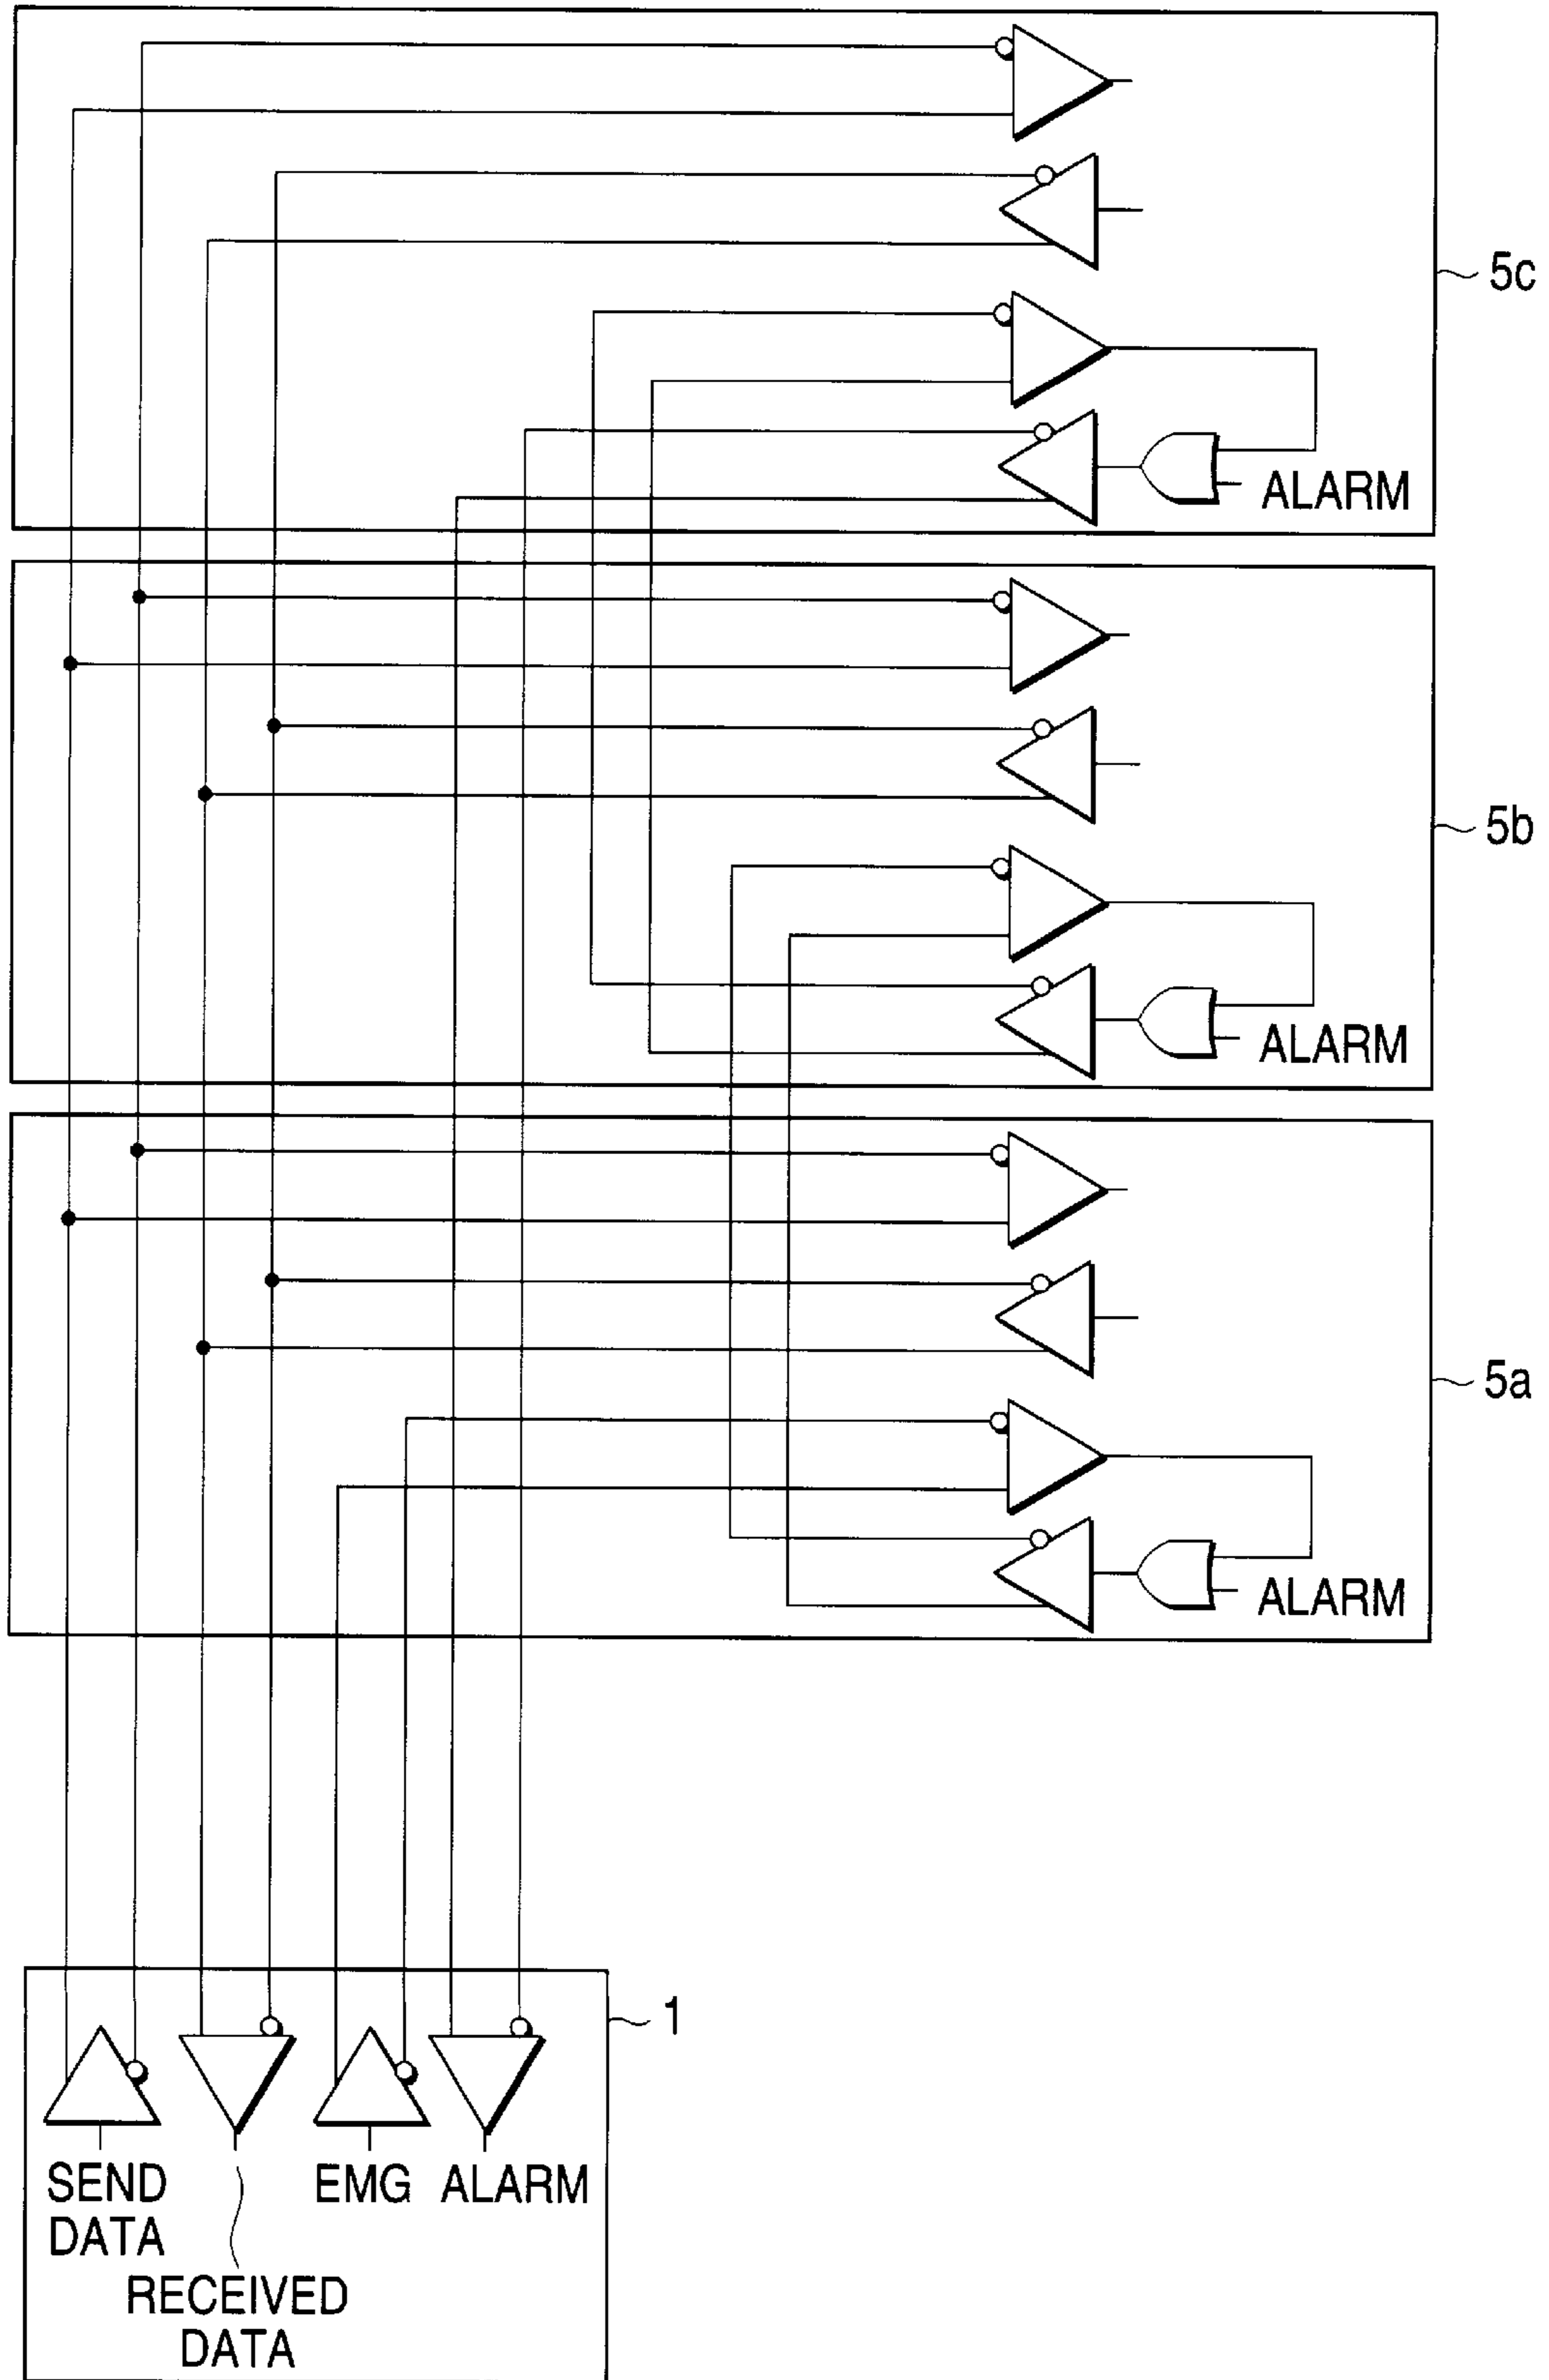 5c
ALARM
5b
ALARM
5a
ALARM
1
SEND
DATA
EMG
ALARM
RECEIVED
DATA